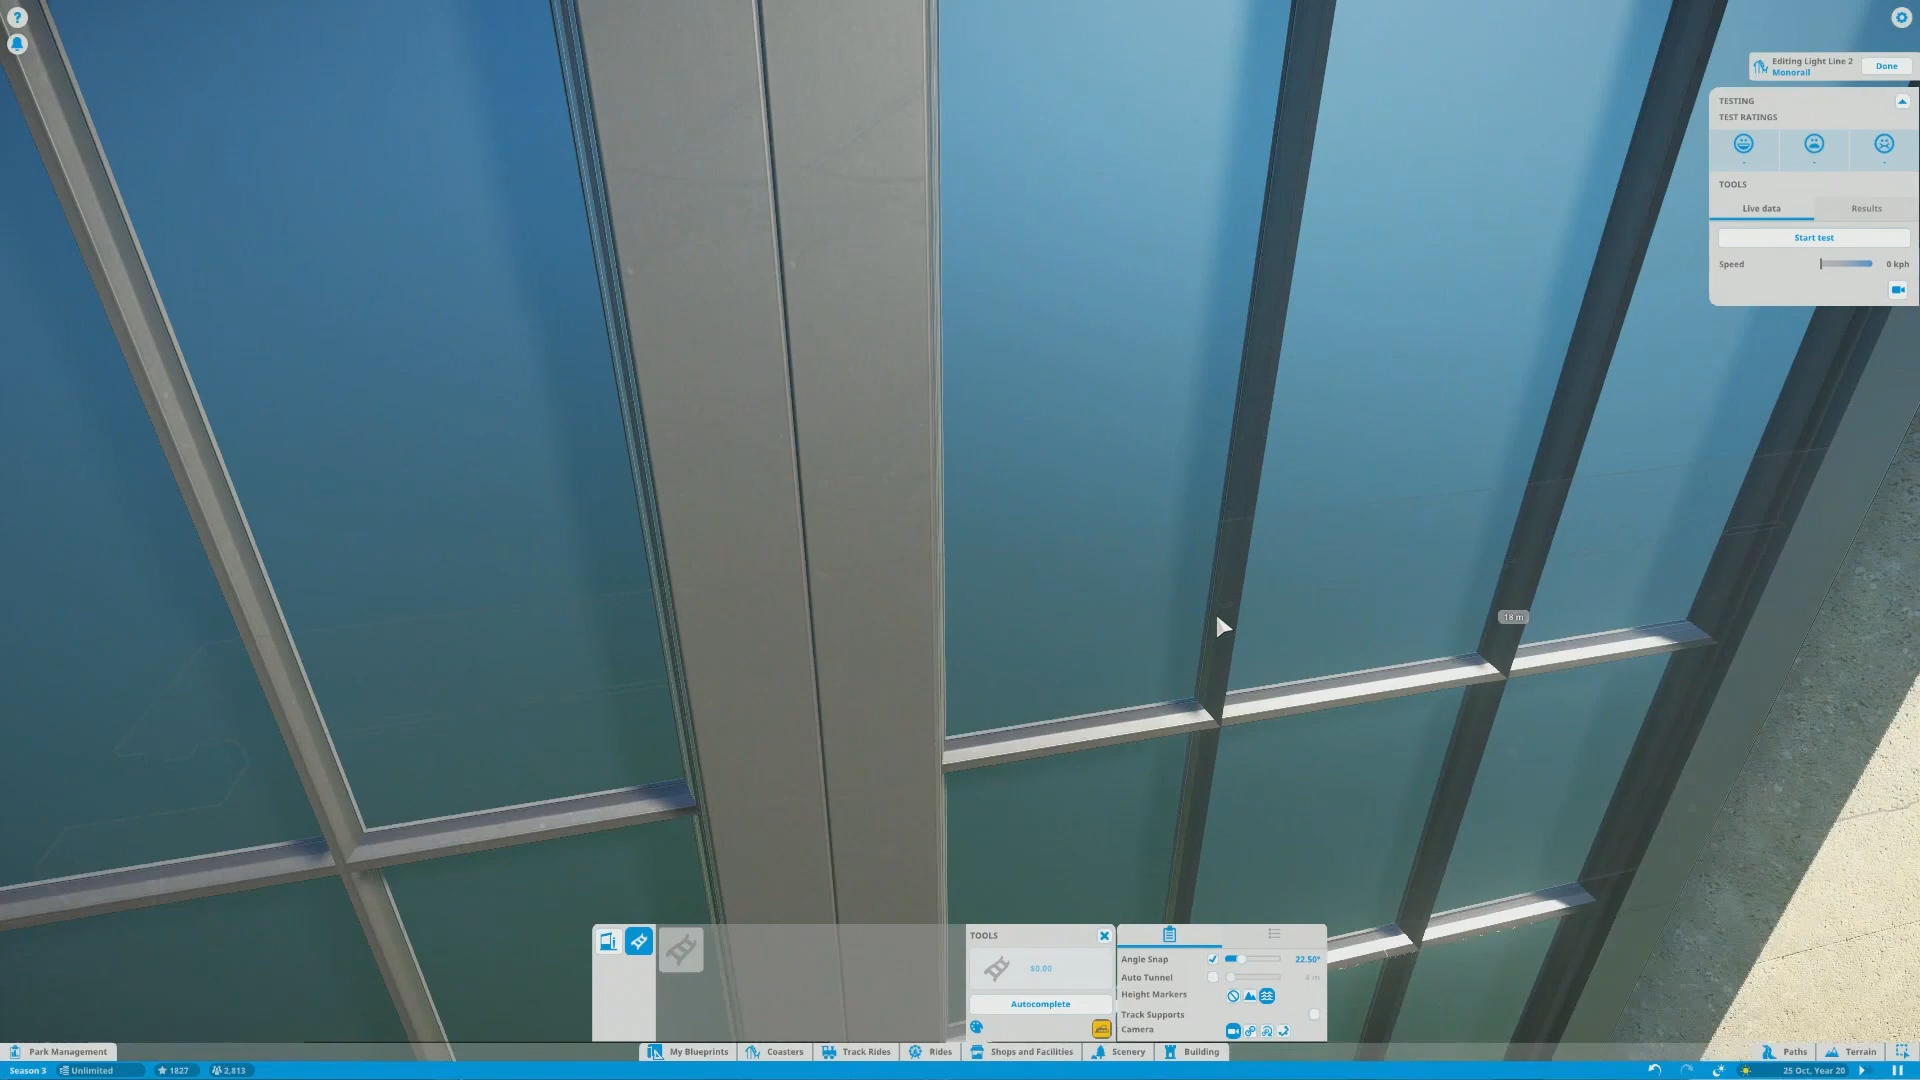 ?
Editing Light Line 2
Monorail
Done
TESTING
TEST RATINGS
- - -
TOOLS
Live data Results
Start test
Speed 0 kph
18 m
TOOLS
$0.00
Autocomplete
Angle Snap 22.50°
Auto Tunnel 4 m
Height Markers
Track Supports
Camera
Park Management
My Blueprints Coasters Track Rides Rides Shops and Facilities Scenery Building
Paths Terrain
Season 3 Unlimited 1827 2,813
25 Oct, Year 20